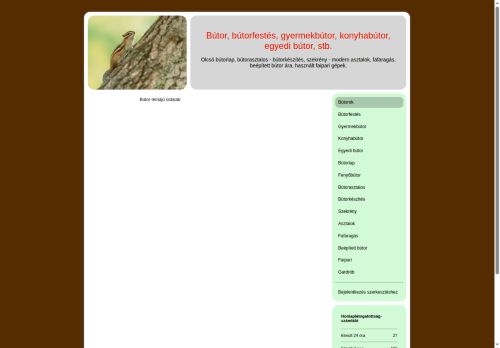 Bútor, bútorfestés, gyermekbútor, konyhabútor,
egyedi bútor, stb.
Olcsó bútorlap, bútorasztalos - bútorkészítés, szekrény - modern asztalok, fafaragás,
beépített bútor ára, használt faipari gépek.
Bútor témájú oldalak
Bútorok
Bútorfestés
Gyermekbútor
Konyhabútor
Egyedi bútor
Bútorlap
Fenyőbútor
Bútorasztalos
Bútorkészítés
Szekrény
Asztalok
Fafaragás
Beépített bútor
Faipari
Gardrób
Bejelentkezés szerkesztéshez
Honlaplátogatottság-
számláló
Elmúlt 24 óra 27